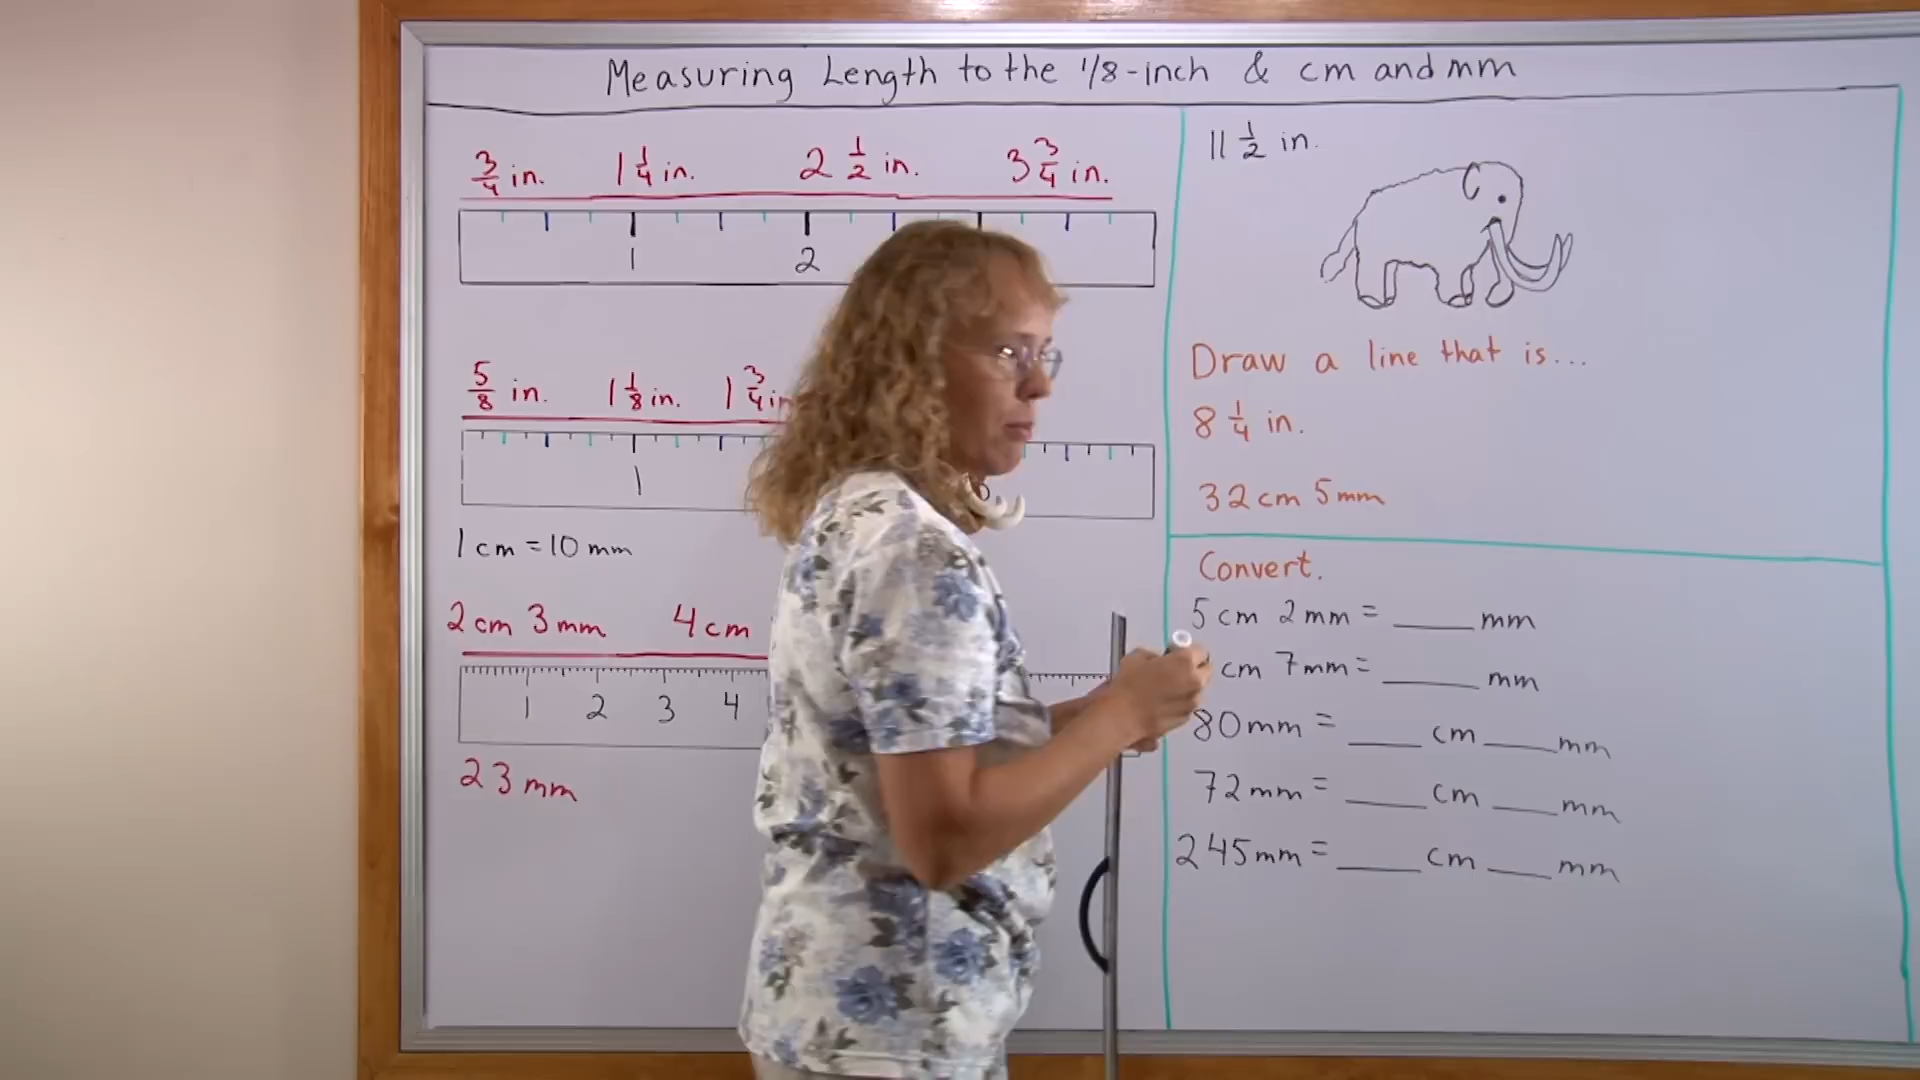 Measuring Length to the 1/8-inch & cm and mm
3/4 in. 1 1/4 in. 2 1/2 in. 3 3/4 in.
1 2
5/8 in. 1 1/8 in. 1 3/4 in
1
1 cm = 10 mm
2 cm 3 mm 4 cm
1 2 3 4
23 mm
11 1/2 in.
Draw a line that is...
8 1/4 in.
32 cm 5 mm
Convert.
5 cm 2 mm = ____ mm
cm 7 mm = ____ mm
80 mm = ____ cm ____ mm
72 mm = ____ cm ____ mm
245 mm = ____ cm ____ mm